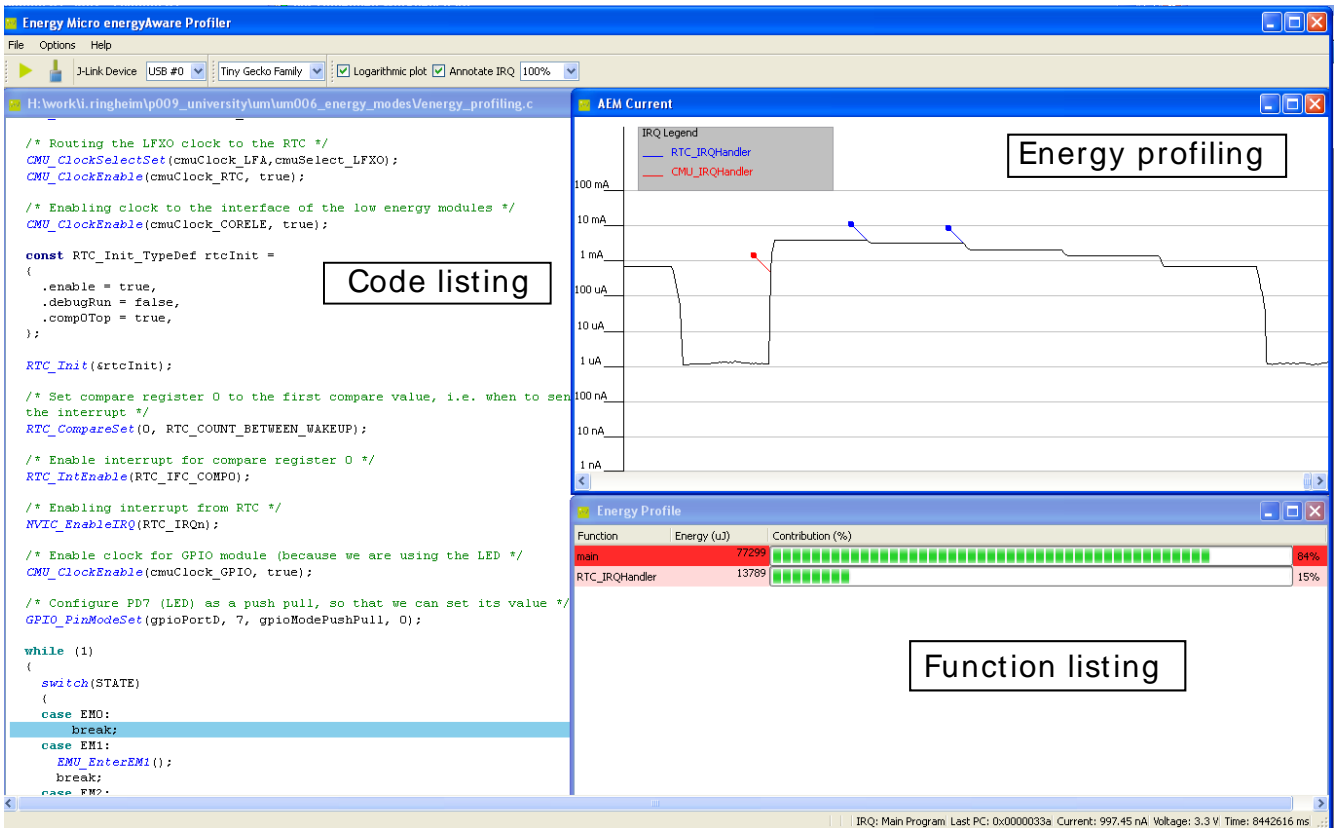 Energy Micro energyAware Profiler
File Options Help
J-Link Device USB #0 Tiny Gecko Family Logarithmic plot Annotate IRQ 100%
H:\work\i.ringheim\p009_university\um\um006_energy_modes\/energy_profiling.c
/* Routing the LFXO clock to the RTC */
CMU_ClockSelectSet(cmuClock_LFA,cmuSelect_LFXO);
CMU_ClockEnable(cmuClock_RTC, true);
/* Enabling clock to the interface of the low energy modules */
CMU_ClockEnable(cmuClock_CORELE, true);
const RTC_Init_TypeDef rtcInit =
{
.enable = true,
.debugRun = false,
.comp0Top = true,
};
Code listing
RTC_Init(&rtcInit);
/* Set compare register 0 to the first compare value, i.e. when to sen
the interrupt */
RTC_CompareSet(0, RTC_COUNT_BETWEEN_WAKEUP);
/* Enable interrupt for compare register 0 */
RTC_IntEnable(RTC_IFC_COMP0);
/* Enabling interrupt from RTC */
NVIC_EnableIRQ(RTC_IRQn);
/* Enable clock for GPIO module (because we are using the LED */
CMU_ClockEnable(cmuClock_GPIO, true);
/* Configure PD7 (LED) as a push pull, so that we can set its value */
GPIO_PinModeSet(gpioPortD, 7, gpioModePushPull, 0);
while (1)
{
switch(STATE)
{
case EM0:
break;
case EM1:
EMU_EnterEM1();
break;
case EM2:
AEM Current
IRQ Legend
RTC_IRQHandler
CMU_IRQHandler
Energy profiling
100 mA
10 mA
1 mA
100 uA
10 uA
1 uA
100 nA
10 nA
1 nA
Energy Profile
Function Energy (uJ) Contribution (%)
main 77299 84%
RTC_IRQHandler 13789 15%
Function listing
IRQ: Main Program Last PC: 0x0000033a Current: 997.45 nA Voltage: 3.3 V Time: 8442616 ms